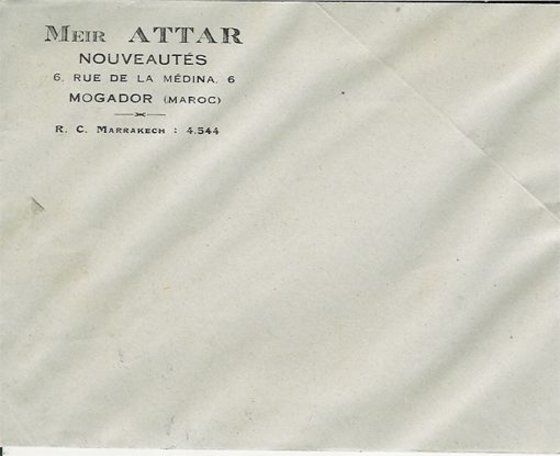 Meir ATTAR
NOUVEAUTÉS
6, RUE DE LA MÉDINA, 6
MOGADOR (MAROC)
R. C. MARRAKECH : 4.544